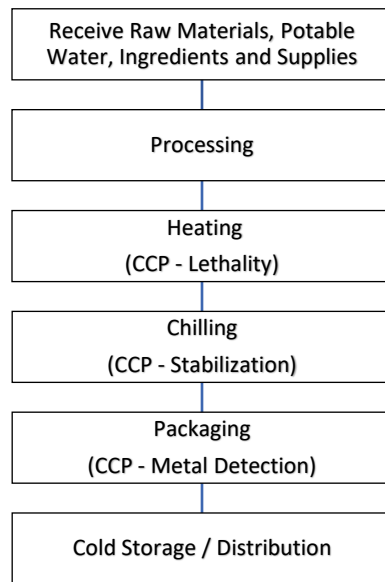 Receive Raw Materials, Potable
Water, Ingredients and Supplies
Processing
Heating
(CCP - Lethality)
Chilling
(CCP - Stabilization)
Packaging
(CCP - Metal Detection)
Cold Storage / Distribution